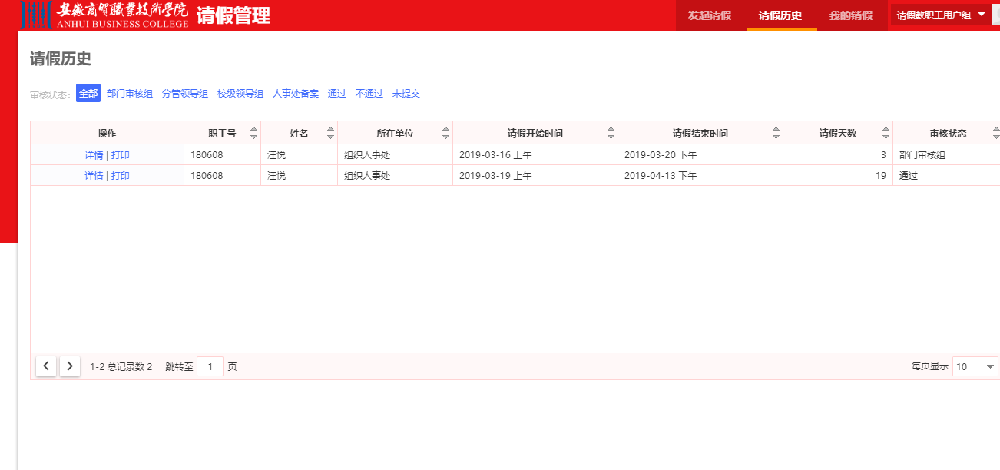 安徽商贸職業技術學院 请假管理 发起请假 请假历史 我的销假 请假教职工用户组
ANHUI BUSINESS COLLEGE
请假历史
审核状态: 全部 部门审核组 分管领导组 校级领导组 人事处备案 通过 不通过 未提交
操作 职工号 姓名 所在单位 请假开始时间 请假结束时间 请假天数 审核状态
详情 | 打印 180608 汪悦 组织人事处 2019-03-16 上午 2019-03-20 下午 3 部门审核组
详情 | 打印 180608 汪悦 组织人事处 2019-03-19 上午 2019-04-13 下午 19 通过
1-2 总记录数 2 跳转至 1 页 每页显示 10